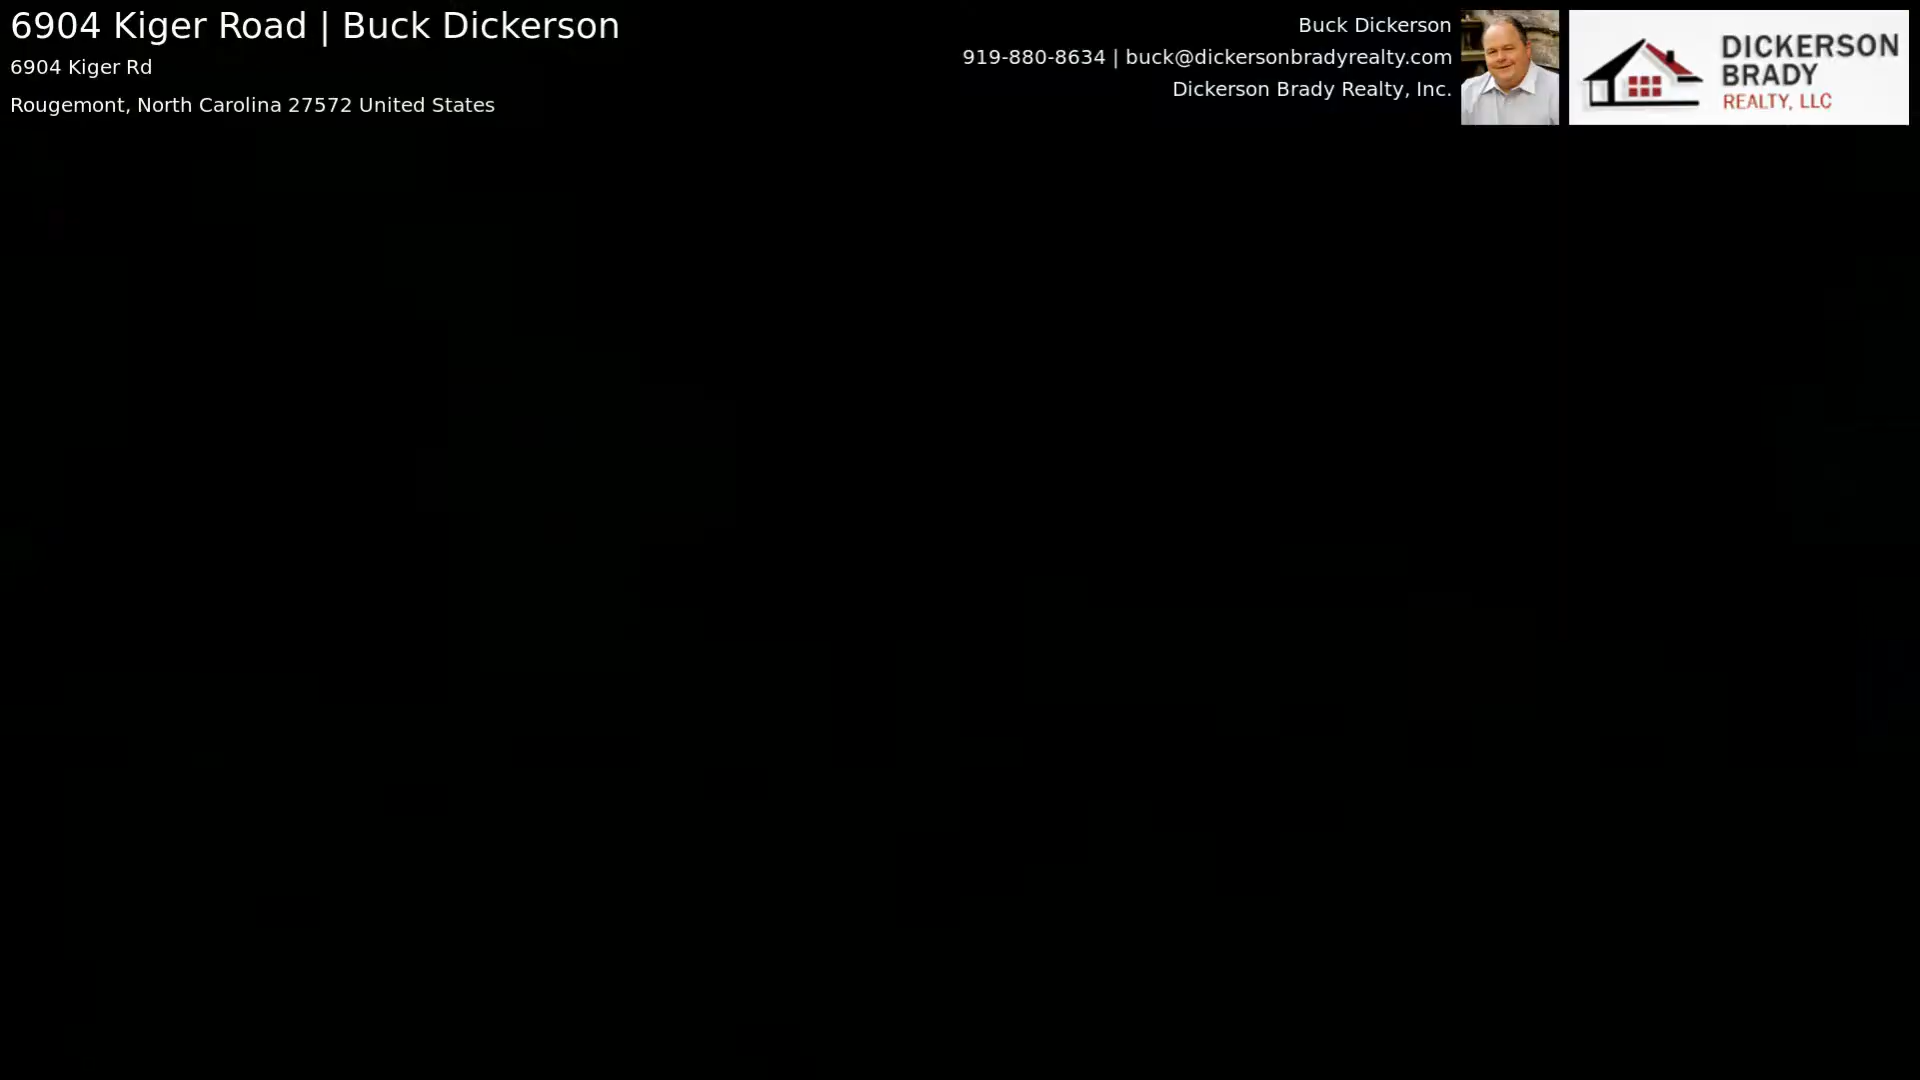 6904 Kiger Road | Buck Dickerson
6904 Kiger Rd
Rougemont, North Carolina 27572 United States
Buck Dickerson
919-880-8634 | buck@dickersonbradyrealty.com
Dickerson Brady Realty, Inc.
DICKERSON
BRADY
REALTY, LLC